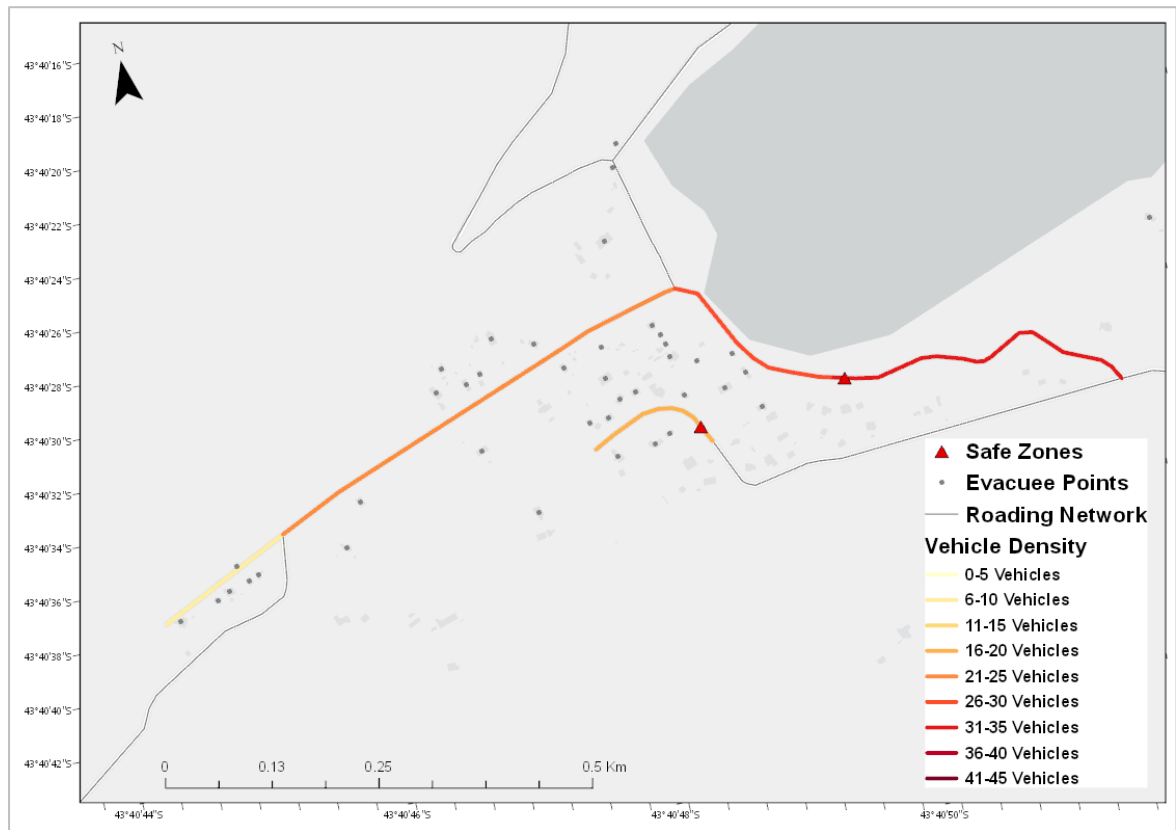 N
43°40'16"S
43°40'18"S
43°40'20"S
43°40'22"S
43°40'24"S
43°40'26"S
43°40'28"S
43°40'30"S
43°40'32"S
43°40'34"S
43°40'36"S
43°40'38"S
43°40'40"S
43°40'42"S
Safe Zones
Evacuee Points
Roading Network
Vehicle Density
0-5 Vehicles
6-10 Vehicles
11-15 Vehicles
16-20 Vehicles
21-25 Vehicles
26-30 Vehicles
31-35 Vehicles
36-40 Vehicles
41-45 Vehicles
0 0.13 0.25 0.5 Km
43°40'44"S 43°40'46"S 43°40'48"S 43°40'50"S